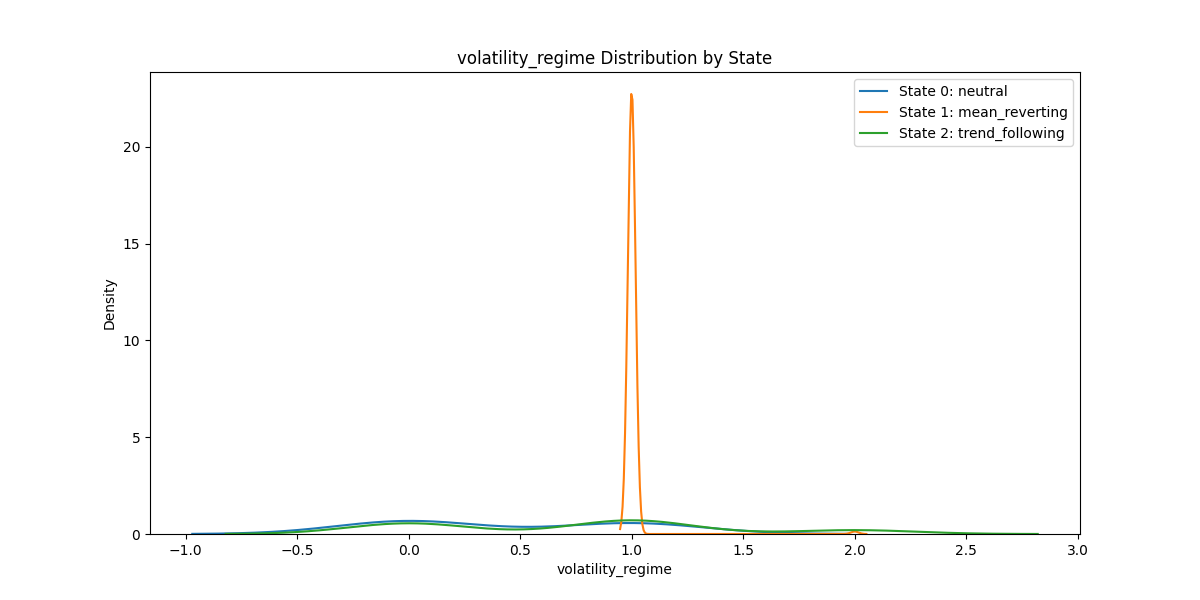 volatility_regime Distribution by State
State 0: neutral
State 1: mean_reverting
State 2: trend_following
Density
20
15
10
5
0
−1.0 −0.5 0.0 0.5 1.0 1.5 2.0 2.5 3.0
volatility_regime